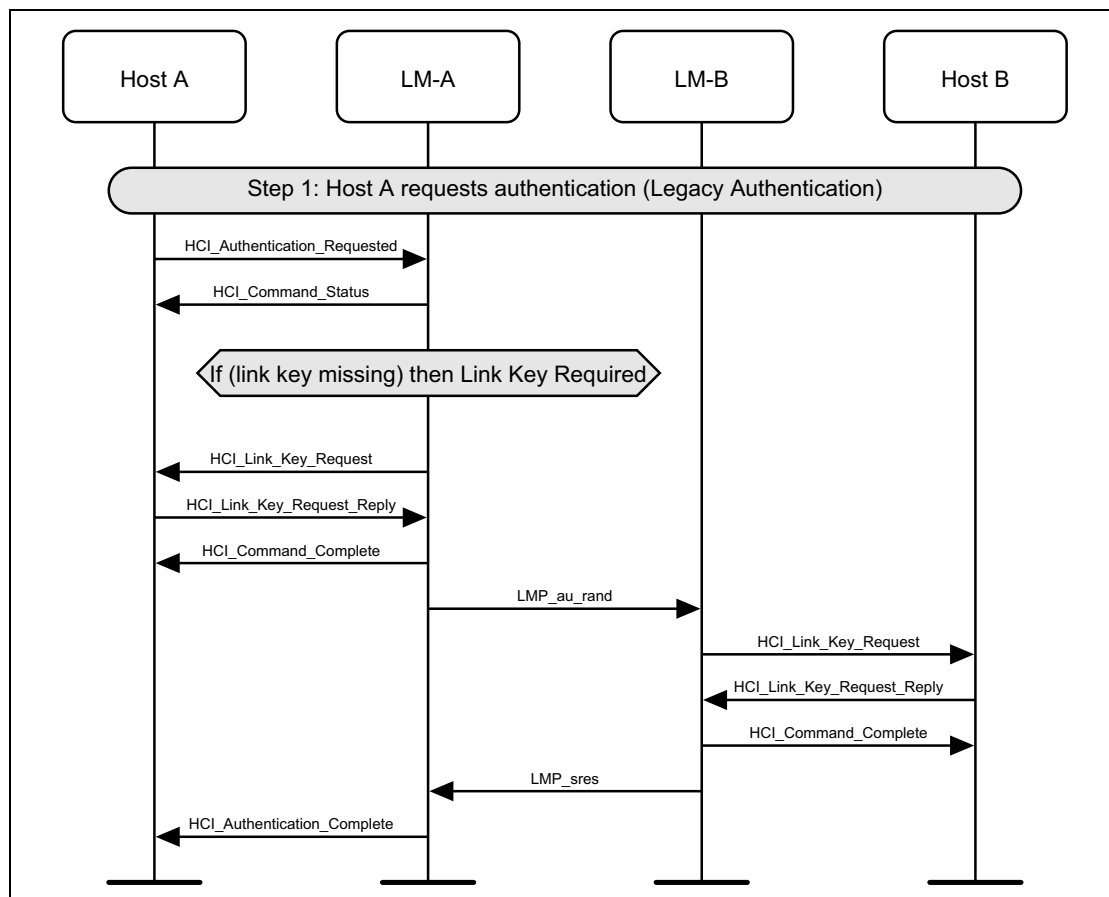 Host A
LM-A
LM-B
Host B
Step 1: Host A requests authentication (Legacy Authentication)
HCI_Authentication_Requested
HCI_Command_Status
If (link key missing) then Link Key Required
HCI_Link_Key_Request
HCI_Link_Key_Request_Reply
HCI_Command_Complete
LMP_au_rand
HCI_Link_Key_Request
HCI_Link_Key_Request_Reply
HCI_Command_Complete
LMP_sres
HCI_Authentication_Complete